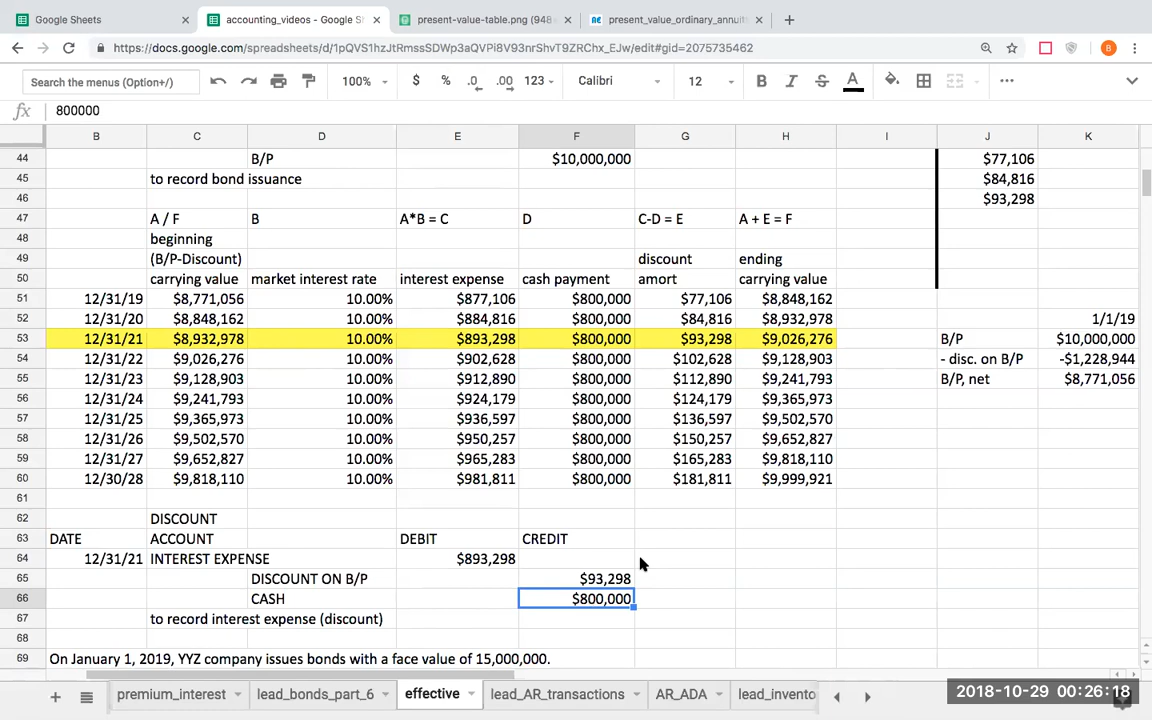 Google Sheets × accounting_videos - Google S × present-value-table.png (948 × present_value_ordinary_annuit × +
https://docs.google.com/spreadsheets/d/1pQVS1hzJtRmssSDWp3aQVPi8V93nrShvT9ZRChx_EJw/edit#gid=2075735462 B
Search the menus (Option+/) 100% $ % .0 .00 123 Calibri 12 B I S A
fx 800000
B C D E F G H I J K
44 B/P $10,000,000 $77,106
45 to record bond issuance $84,816
46 $93,298
47 A / F B A*B = C D C-D = E A + E = F
48 beginning
49 (B/P-Discount) discount ending
50 carrying value market interest rate interest expense cash payment amort carrying value
51 12/31/19 $8,771,056 10.00% $877,106 $800,000 $77,106 $8,848,162
52 12/31/20 $8,848,162 10.00% $884,816 $800,000 $84,816 $8,932,978 1/1/19
53 12/31/21 $8,932,978 10.00% $893,298 $800,000 $93,298 $9,026,276 B/P $10,000,000
54 12/31/22 $9,026,276 10.00% $902,628 $800,000 $102,628 $9,128,903 - disc. on B/P -$1,228,944
55 12/31/23 $9,128,903 10.00% $912,890 $800,000 $112,890 $9,241,793 B/P, net $8,771,056
56 12/31/24 $9,241,793 10.00% $924,179 $800,000 $124,179 $9,365,973
57 12/31/25 $9,365,973 10.00% $936,597 $800,000 $136,597 $9,502,570
58 12/31/26 $9,502,570 10.00% $950,257 $800,000 $150,257 $9,652,827
59 12/31/27 $9,652,827 10.00% $965,283 $800,000 $165,283 $9,818,110
60 12/30/28 $9,818,110 10.00% $981,811 $800,000 $181,811 $9,999,921
61
62 DISCOUNT
63 DATE ACCOUNT DEBIT CREDIT
64 12/31/21 INTEREST EXPENSE $893,298
65 DISCOUNT ON B/P $93,298
66 CASH $800,000
67 to record interest expense (discount)
68
69 On January 1, 2019, YYZ company issues bonds with a face value of 15,000,000.
+ premium_interest lead_bonds_part_6 effective lead_AR_transactions AR_ADA lead_invento 2018-10-29 00:26:18